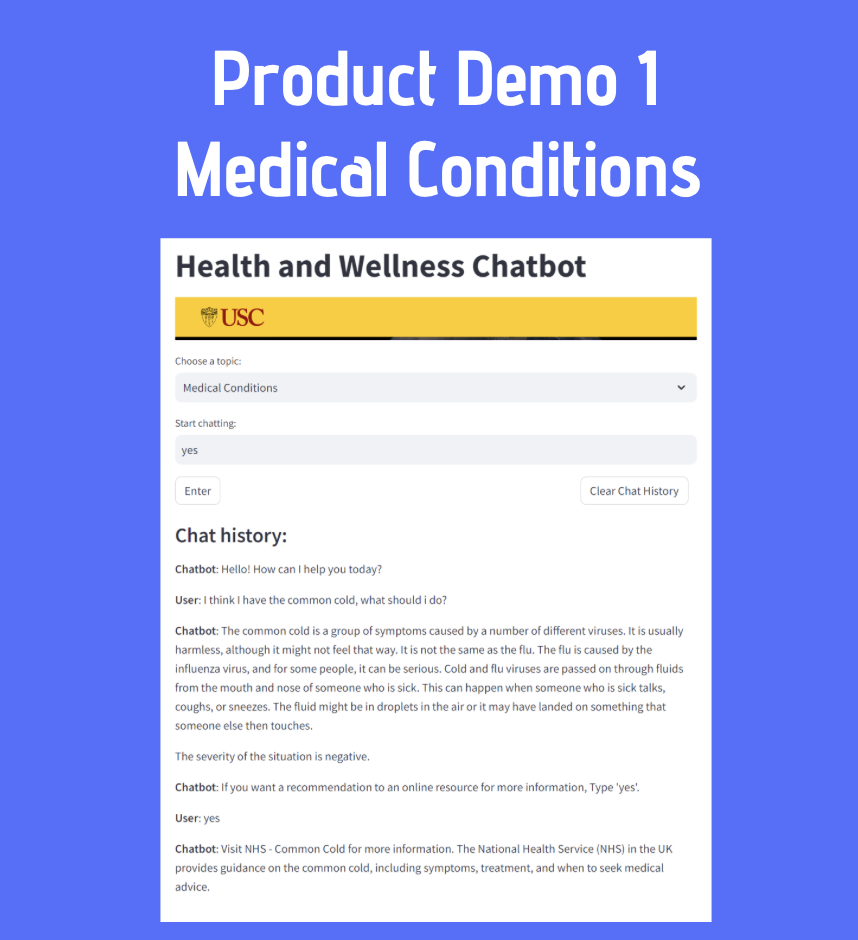 Product Demo 1
Medical Conditions
Health and Wellness Chatbot
USC
Choose a topic:
Medical Conditions
Start chatting:
yes
Enter
Clear Chat History
Chat history:
Chatbot: Hello! How can I help you today?
User: I think I have the common cold, what should i do?
Chatbot: The common cold is a group of symptoms caused by a number of different viruses. It is usually
harmless, although it might not feel that way. It is not the same as the flu. The flu is caused by the
influenza virus, and for some people, it can be serious. Cold and flu viruses are passed on through fluids
from the mouth and nose of someone who is sick. This can happen when someone who is sick talks,
coughs, or sneezes. The fluid might be in droplets in the air or it may have landed on something that
someone else then touches.
The severity of the situation is negative.
Chatbot: If you want a recommendation to an online resource for more information, Type 'yes'.
User: yes
Chatbot: Visit NHS - Common Cold for more information. The National Health Service (NHS) in the UK
provides guidance on the common cold, including symptoms, treatment, and when to seek medical
advice.